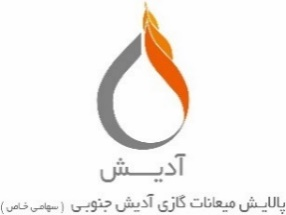 آدیش
پالایش میعانات گازی آدیش جنوبی ( سهامی خاص )